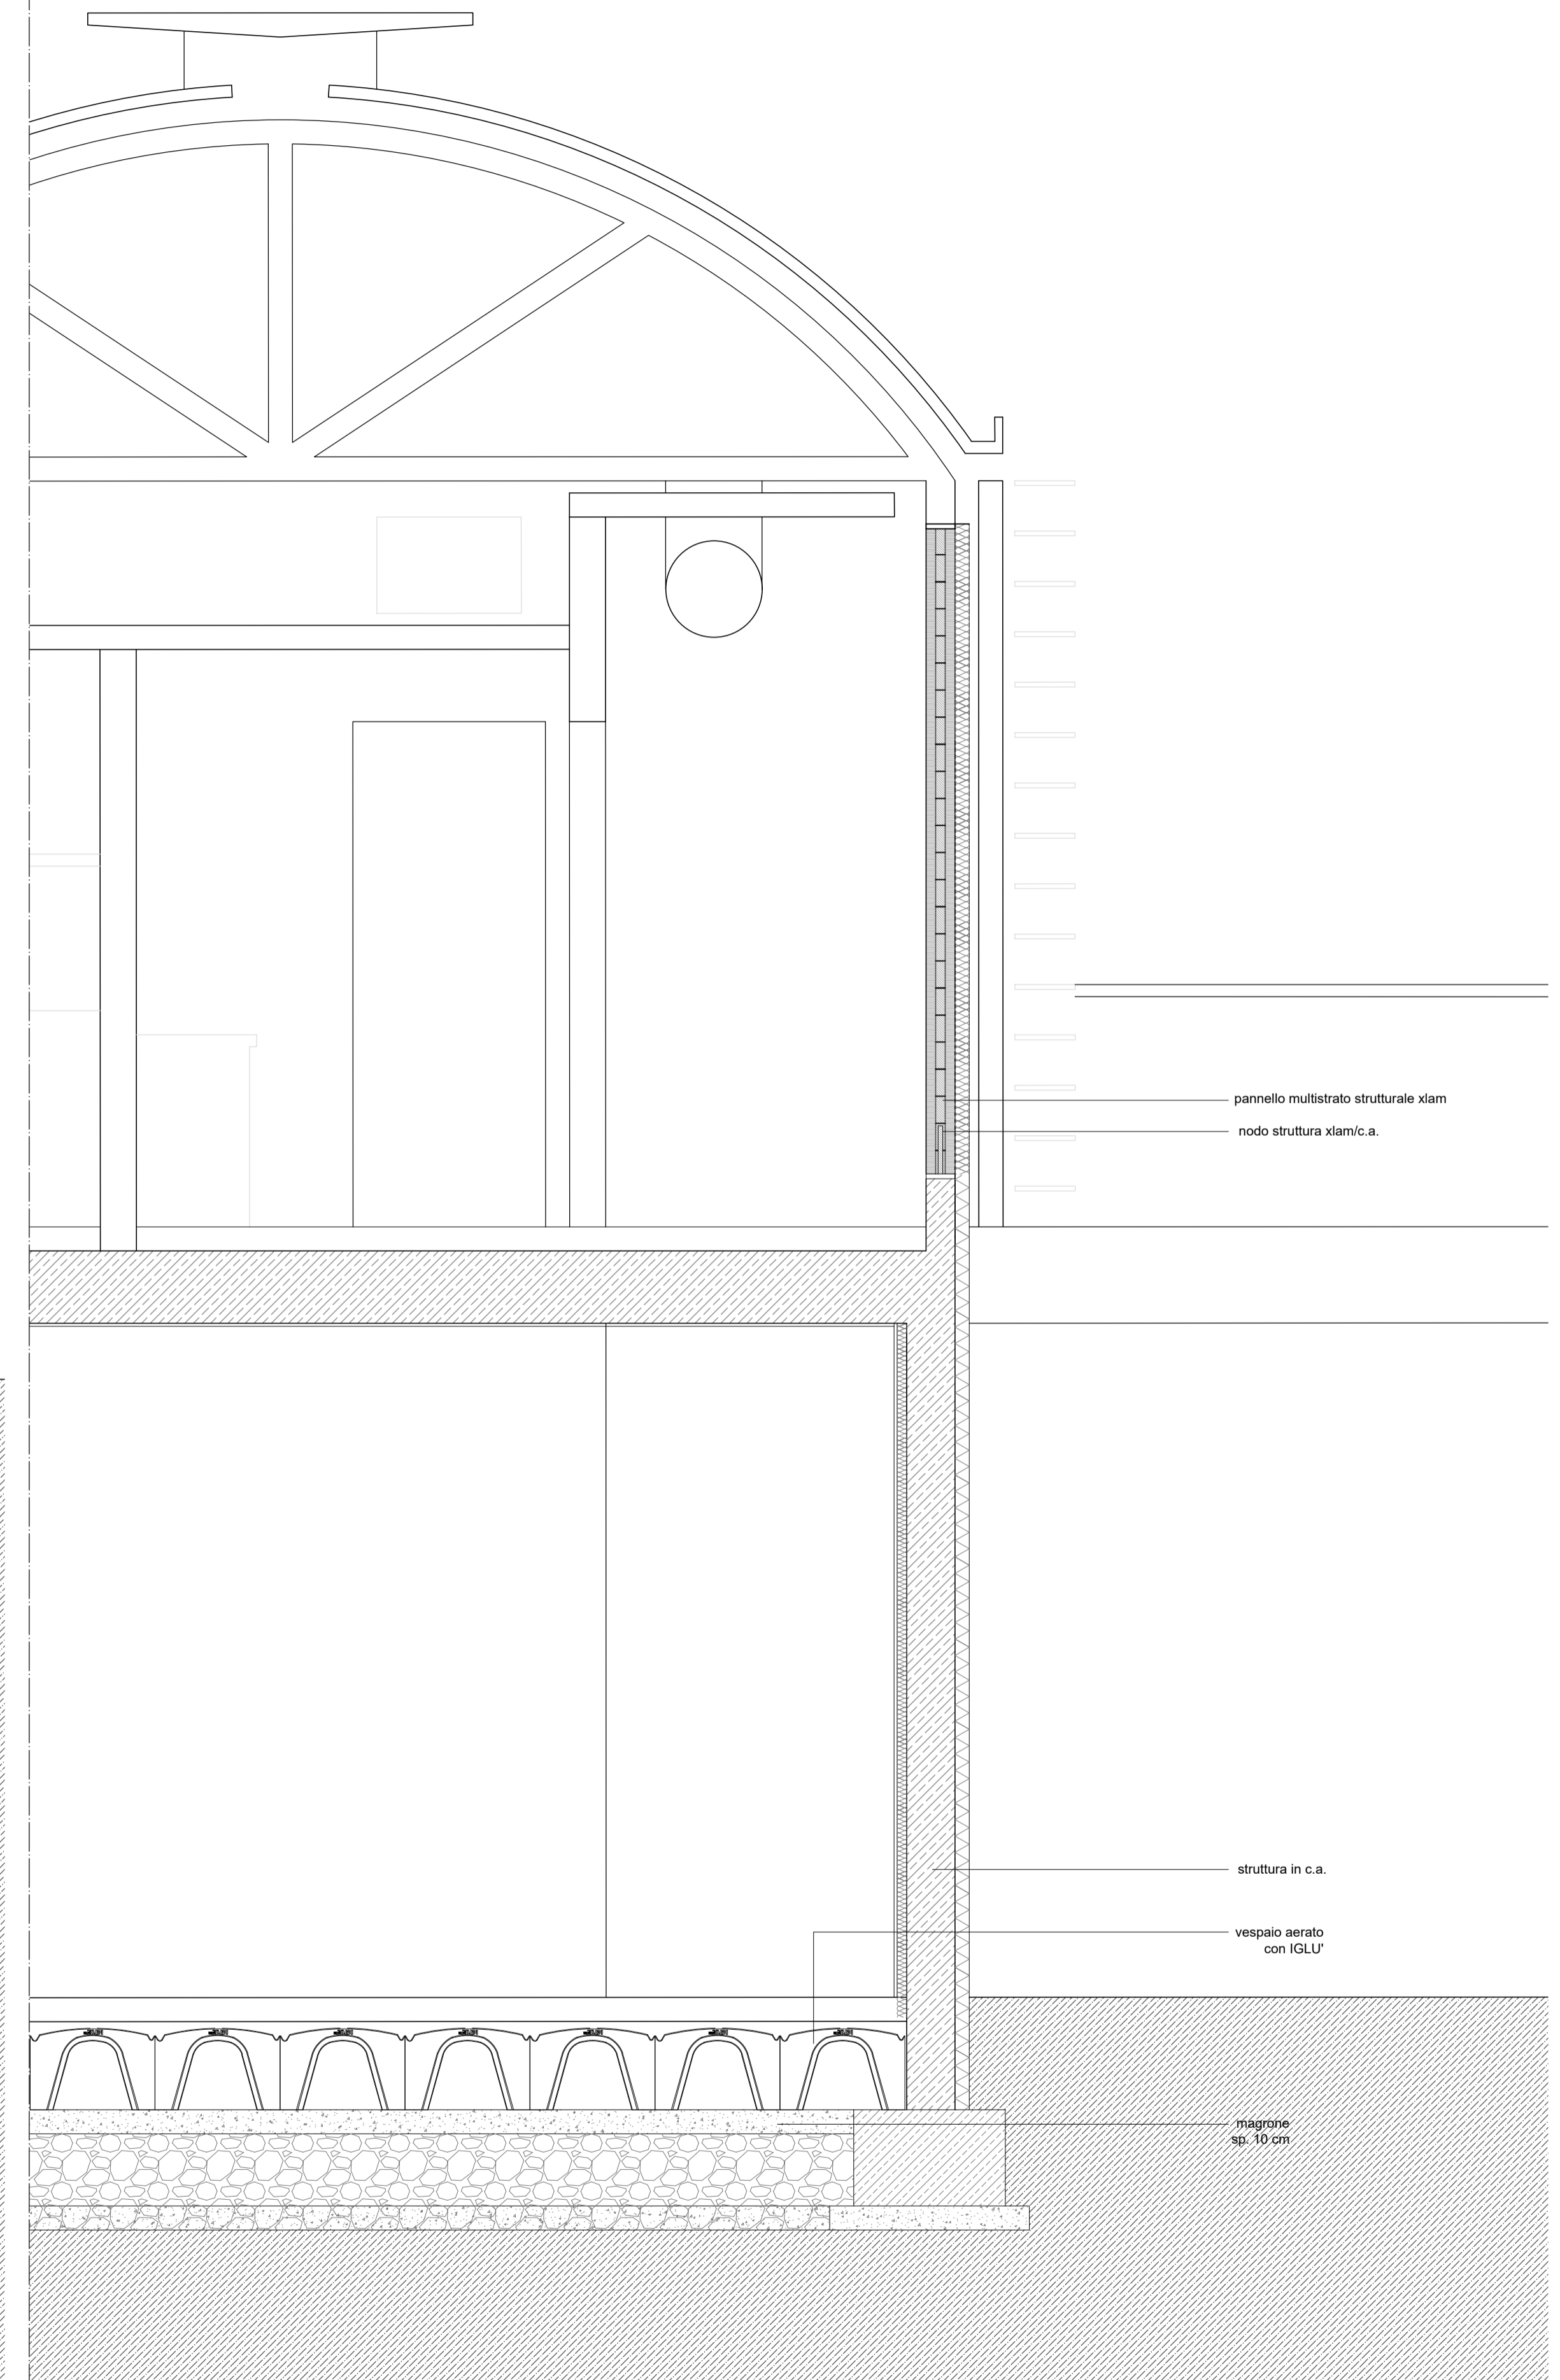 pannello multistrato strutturale xlam
nodo struttura xlam/c.a.
struttura in c.a.
vespaio aerato
con IGLU'
magrone
sp. 10 cm